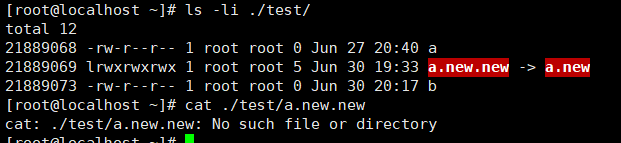 [root@localhost ~]# ls -li ./test/
total 12
21889068 -rw-r--r-- 1 root root 0 Jun 27 20:40 a
21889069 lrwxrwxrwx 1 root root 5 Jun 30 19:33 a.new.new -> a.new
21889073 -rw-r--r-- 1 root root 0 Jun 30 20:17 b
[root@localhost ~]# cat ./test/a.new.new
cat: ./test/a.new.new: No such file or directory
[root@localhost ~]#